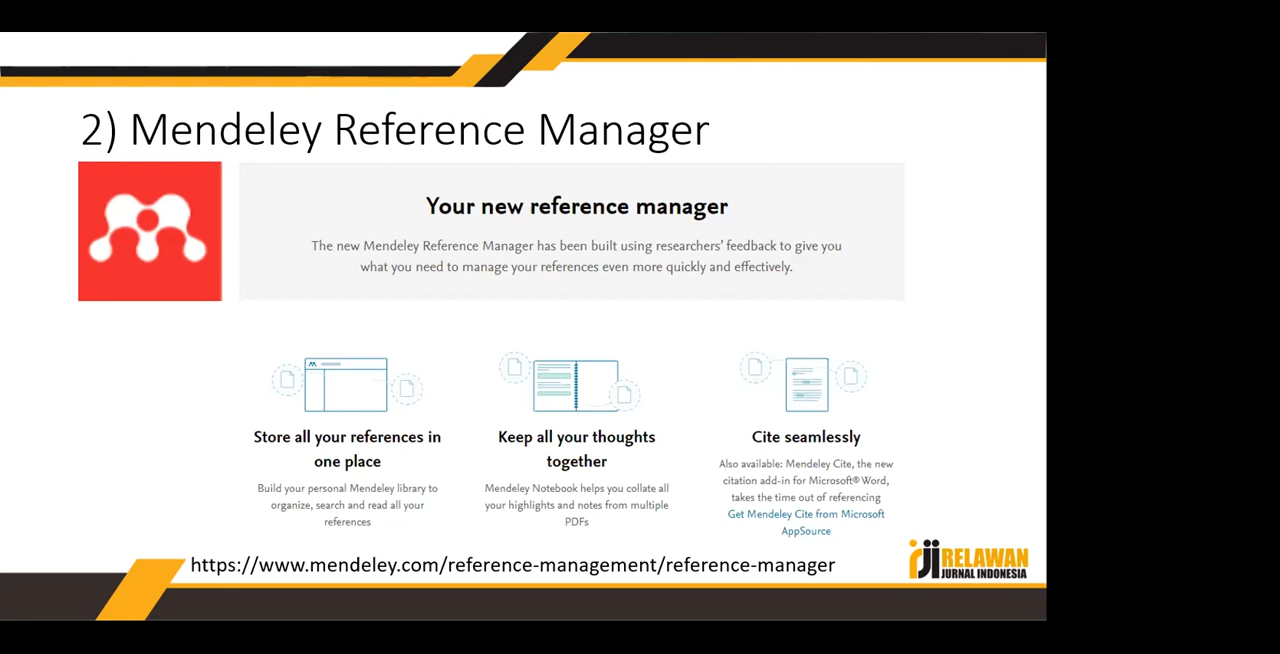 2) Mendeley Reference Manager
Your new reference manager
The new Mendeley Reference Manager has been built using researchers’ feedback to give you
what you need to manage your references even more quickly and effectively.
Store all your references in
one place
Build your personal Mendeley library to
organize, search and read all your
references
Keep all your thoughts
together
Mendeley Notebook helps you collate all
your highlights and notes from multiple
PDFs
Cite seamlessly
Also available: Mendeley Cite, the new
citation add-in for Microsoft® Word,
takes the time out of referencing
Get Mendeley Cite from Microsoft
AppSource
https://www.mendeley.com/reference-management/reference-manager
rji RELAWAN
JURNAL INDONESIA